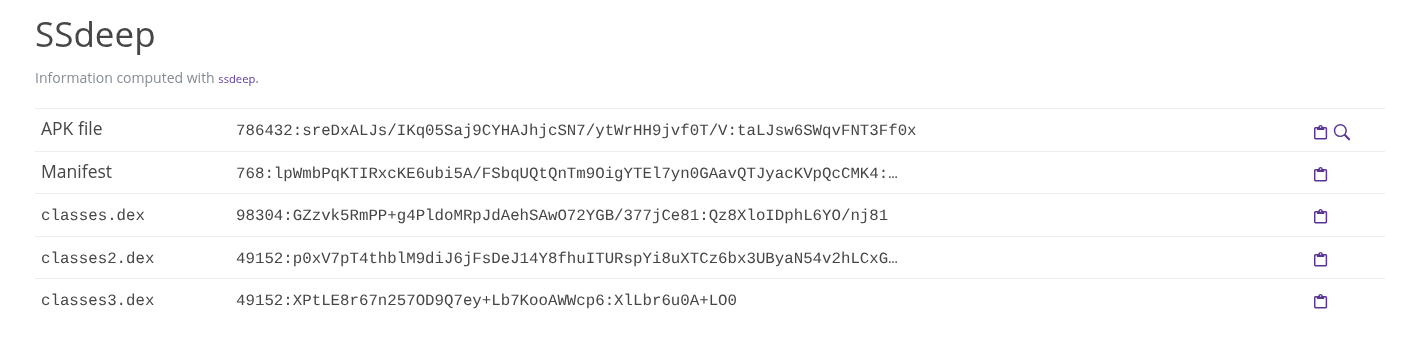 SSdeep
Information computed with ssdeep.
APK file 786432:sreDxALJs/IKq05Saj9CYHAJhjcSN7/ytWrHH9jvf0T/V:taLJsw6SWqvFNT3Ff0x
Manifest 768:lpWmbPqKTIRxcKE6ubi5A/FSbqUQtQnTm9OigYTEl7yn0GAavQTJyacKVpQcCMK4:…
classes.dex 98304:GZzvk5RmPP+g4PldoMRpJdAehSAwO72YGB/377jCe81:Qz8XloIDphL6YO/nj81
classes2.dex 49152:p0xV7pT4thblM9diJ6jFsDeJ14Y8fhuITURspYi8uXTCz6bx3UByaN54v2hLCxG…
classes3.dex 49152:XPtLE8r67n257OD9Q7ey+Lb7KooAWWcp6:XlLbr6u0A+LO0